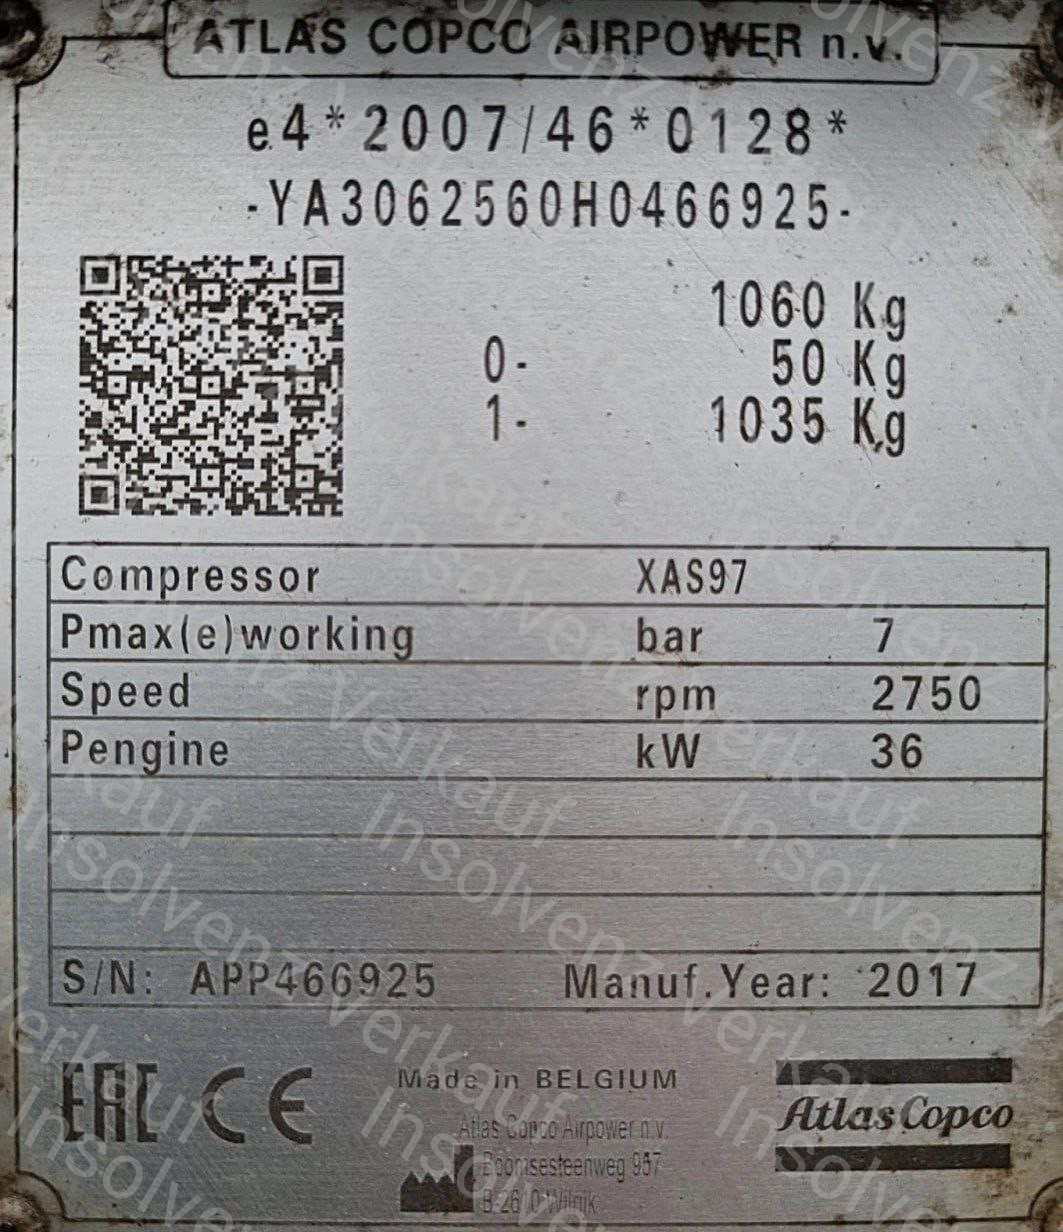 ATLAS COPCO AIRPOWER n.v.
e4*2007/46*0128*
-YA3062560H0466925-
1060 Kg
0- 50 Kg
1- 1035 Kg
Compressor XAS97
Pmax(e)working bar 7
Speed rpm 2750
Pengine kW 36
S/N: APP466925 Manuf.Year: 2017
EAC CE
Made in BELGIUM
Atlas Copco Airpower n.v.
Boomsesteenweg 957
B-2610 Wilrijk
Atlas Copco
Insolvenz Verkauf